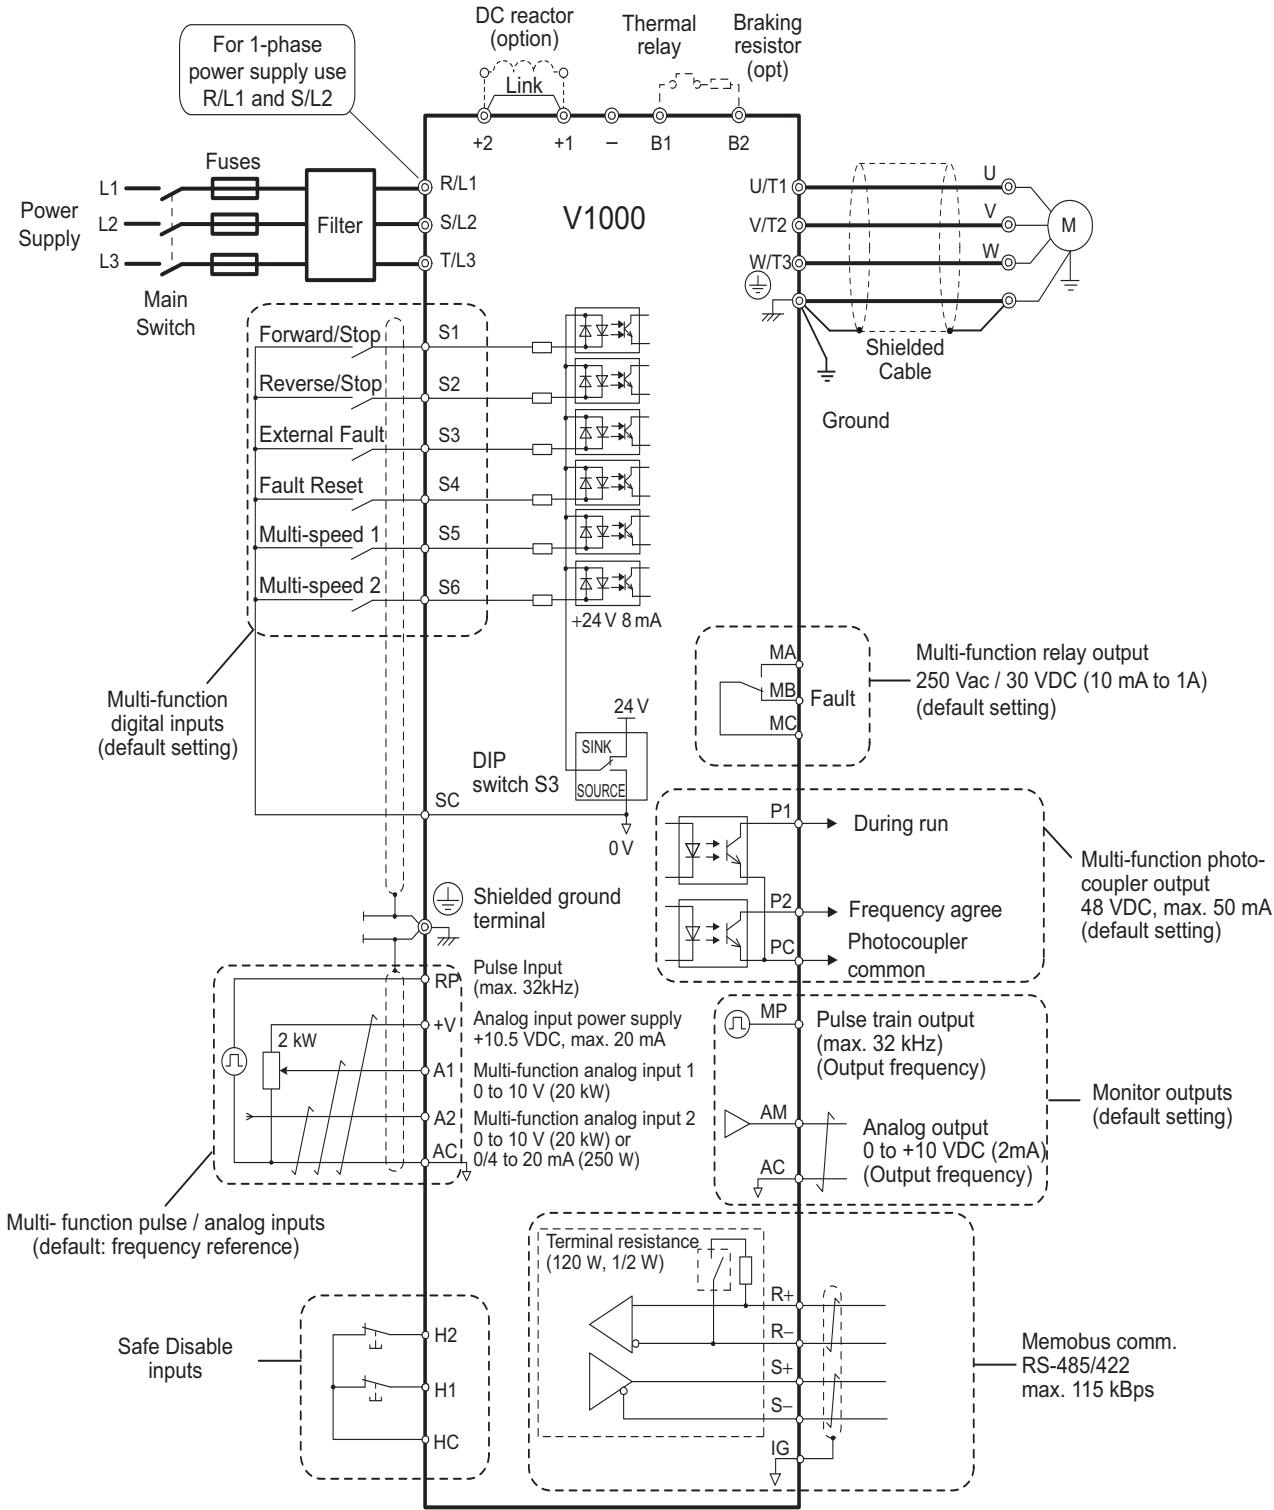 DC reactor
(option)
Thermal
relay
Braking
resistor
(opt)
For 1-phase
power supply use
R/L1 and S/L2
Link
+2
+1
–
B1
B2
Fuses
Power
Supply
L1
L2
L3
Filter
Main
Switch
R/L1
S/L2
T/L3
V1000
U/T1
V/T2
W/T3
U
V
W
M
Shielded
Cable
Ground
Forward/Stop
S1
Reverse/Stop
S2
External Fault
S3
Fault Reset
S4
Multi-speed 1
S5
Multi-speed 2
S6
+24 V 8 mA
Multi-function
digital inputs
(default setting)
24 V
DIP
switch S3
SINK
SOURCE
SC
0 V
MA
MB
MC
Fault
Multi-function relay output
250 Vac / 30 VDC (10 mA to 1A)
(default setting)
P1
During run
P2
Frequency agree
PC
Photocoupler
common
Multi-function photo-
coupler output
48 VDC, max. 50 mA
(default setting)
Shielded ground
terminal
RP
Pulse Input
(max. 32kHz)
+V
Analog input power supply
+10.5 VDC, max. 20 mA
2 kW
A1
Multi-function analog input 1
0 to 10 V (20 kW)
A2
Multi-function analog input 2
0 to 10 V (20 kW) or
0/4 to 20 mA (250 W)
AC
Multi- function pulse / analog inputs
(default: frequency reference)
MP
Pulse train output
(max. 32 kHz)
(Output frequency)
AM
Analog output
0 to +10 VDC (2mA)
(Output frequency)
AC
Monitor outputs
(default setting)
Terminal resistance
(120 W, 1/2 W)
R+
R–
S+
S–
IG
Memobus comm.
RS-485/422
max. 115 kBps
Safe Disable
inputs
H2
H1
HC